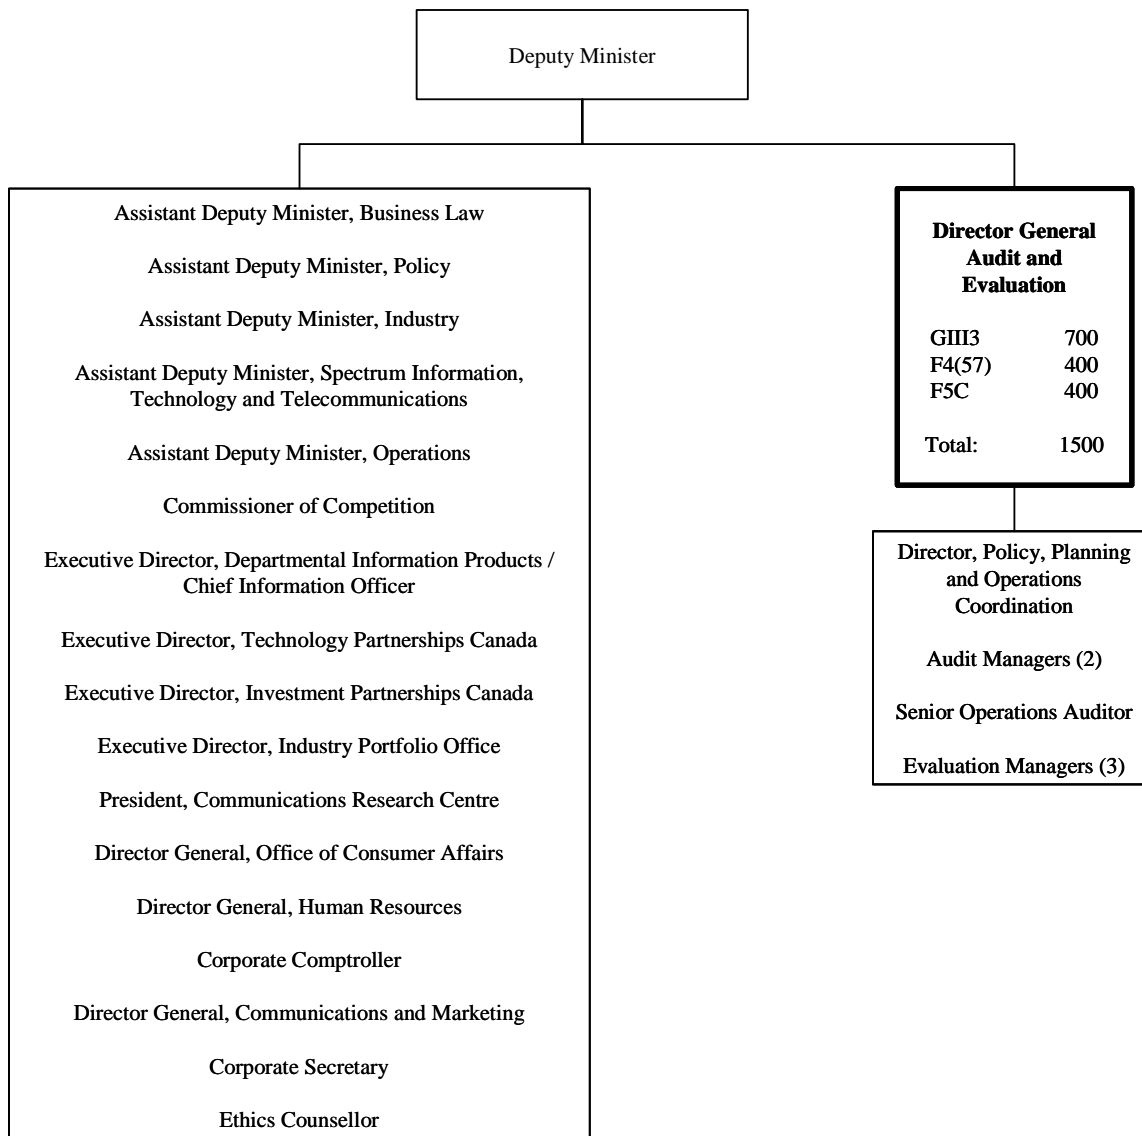 Deputy Minister
Assistant Deputy Minister, Business Law
Assistant Deputy Minister, Policy
Assistant Deputy Minister, Industry
Assistant Deputy Minister, Spectrum Information,
Technology and Telecommunications
Assistant Deputy Minister, Operations
Commissioner of Competition
Executive Director, Departmental Information Products /
Chief Information Officer
Executive Director, Technology Partnerships Canada
Executive Director, Investment Partnerships Canada
Executive Director, Industry Portfolio Office
President, Communications Research Centre
Director General, Office of Consumer Affairs
Director General, Human Resources
Corporate Comptroller
Director General, Communications and Marketing
Corporate Secretary
Ethics Counsellor
Director General
Audit and
Evaluation
GIII3 700
F4(57) 400
F5C 400
Total: 1500
Director, Policy, Planning
and Operations
Coordination
Audit Managers (2)
Senior Operations Auditor
Evaluation Managers (3)